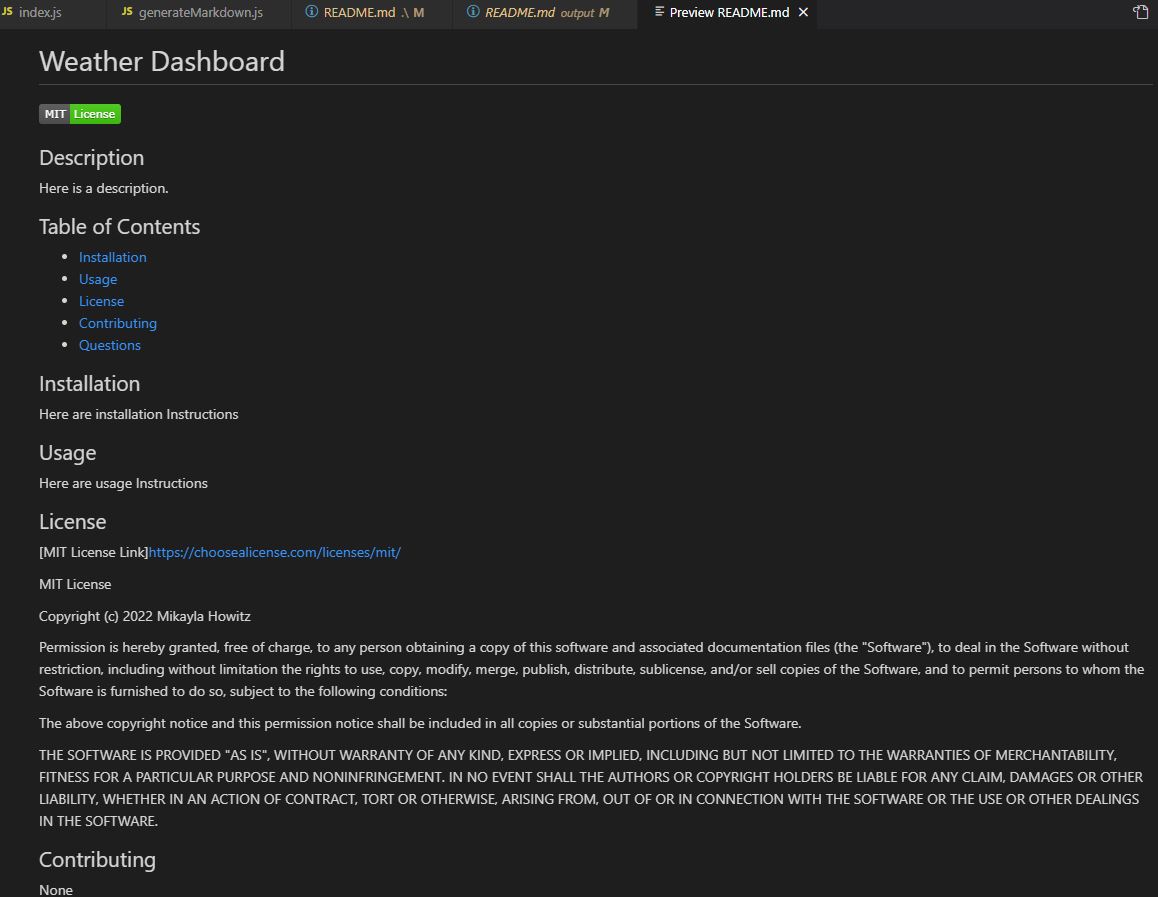 JS index.js JS generateMarkdown.js README.md .\ M README.md output M Preview README.md
Weather Dashboard
MIT License
Description
Here is a description.
Table of Contents
Installation
Usage
License
Contributing
Questions
Installation
Here are installation Instructions
Usage
Here are usage Instructions
License
[MIT License Link]https://choosealicense.com/licenses/mit/
MIT License
Copyright (c) 2022 Mikayla Howitz
Permission is hereby granted, free of charge, to any person obtaining a copy of this software and associated documentation files (the "Software"), to deal in the Software without
restriction, including without limitation the rights to use, copy, modify, merge, publish, distribute, sublicense, and/or sell copies of the Software, and to permit persons to whom the
Software is furnished to do so, subject to the following conditions:
The above copyright notice and this permission notice shall be included in all copies or substantial portions of the Software.
THE SOFTWARE IS PROVIDED "AS IS", WITHOUT WARRANTY OF ANY KIND, EXPRESS OR IMPLIED, INCLUDING BUT NOT LIMITED TO THE WARRANTIES OF MERCHANTABILITY,
FITNESS FOR A PARTICULAR PURPOSE AND NONINFRINGEMENT. IN NO EVENT SHALL THE AUTHORS OR COPYRIGHT HOLDERS BE LIABLE FOR ANY CLAIM, DAMAGES OR OTHER
LIABILITY, WHETHER IN AN ACTION OF CONTRACT, TORT OR OTHERWISE, ARISING FROM, OUT OF OR IN CONNECTION WITH THE SOFTWARE OR THE USE OR OTHER DEALINGS
IN THE SOFTWARE.
Contributing
None